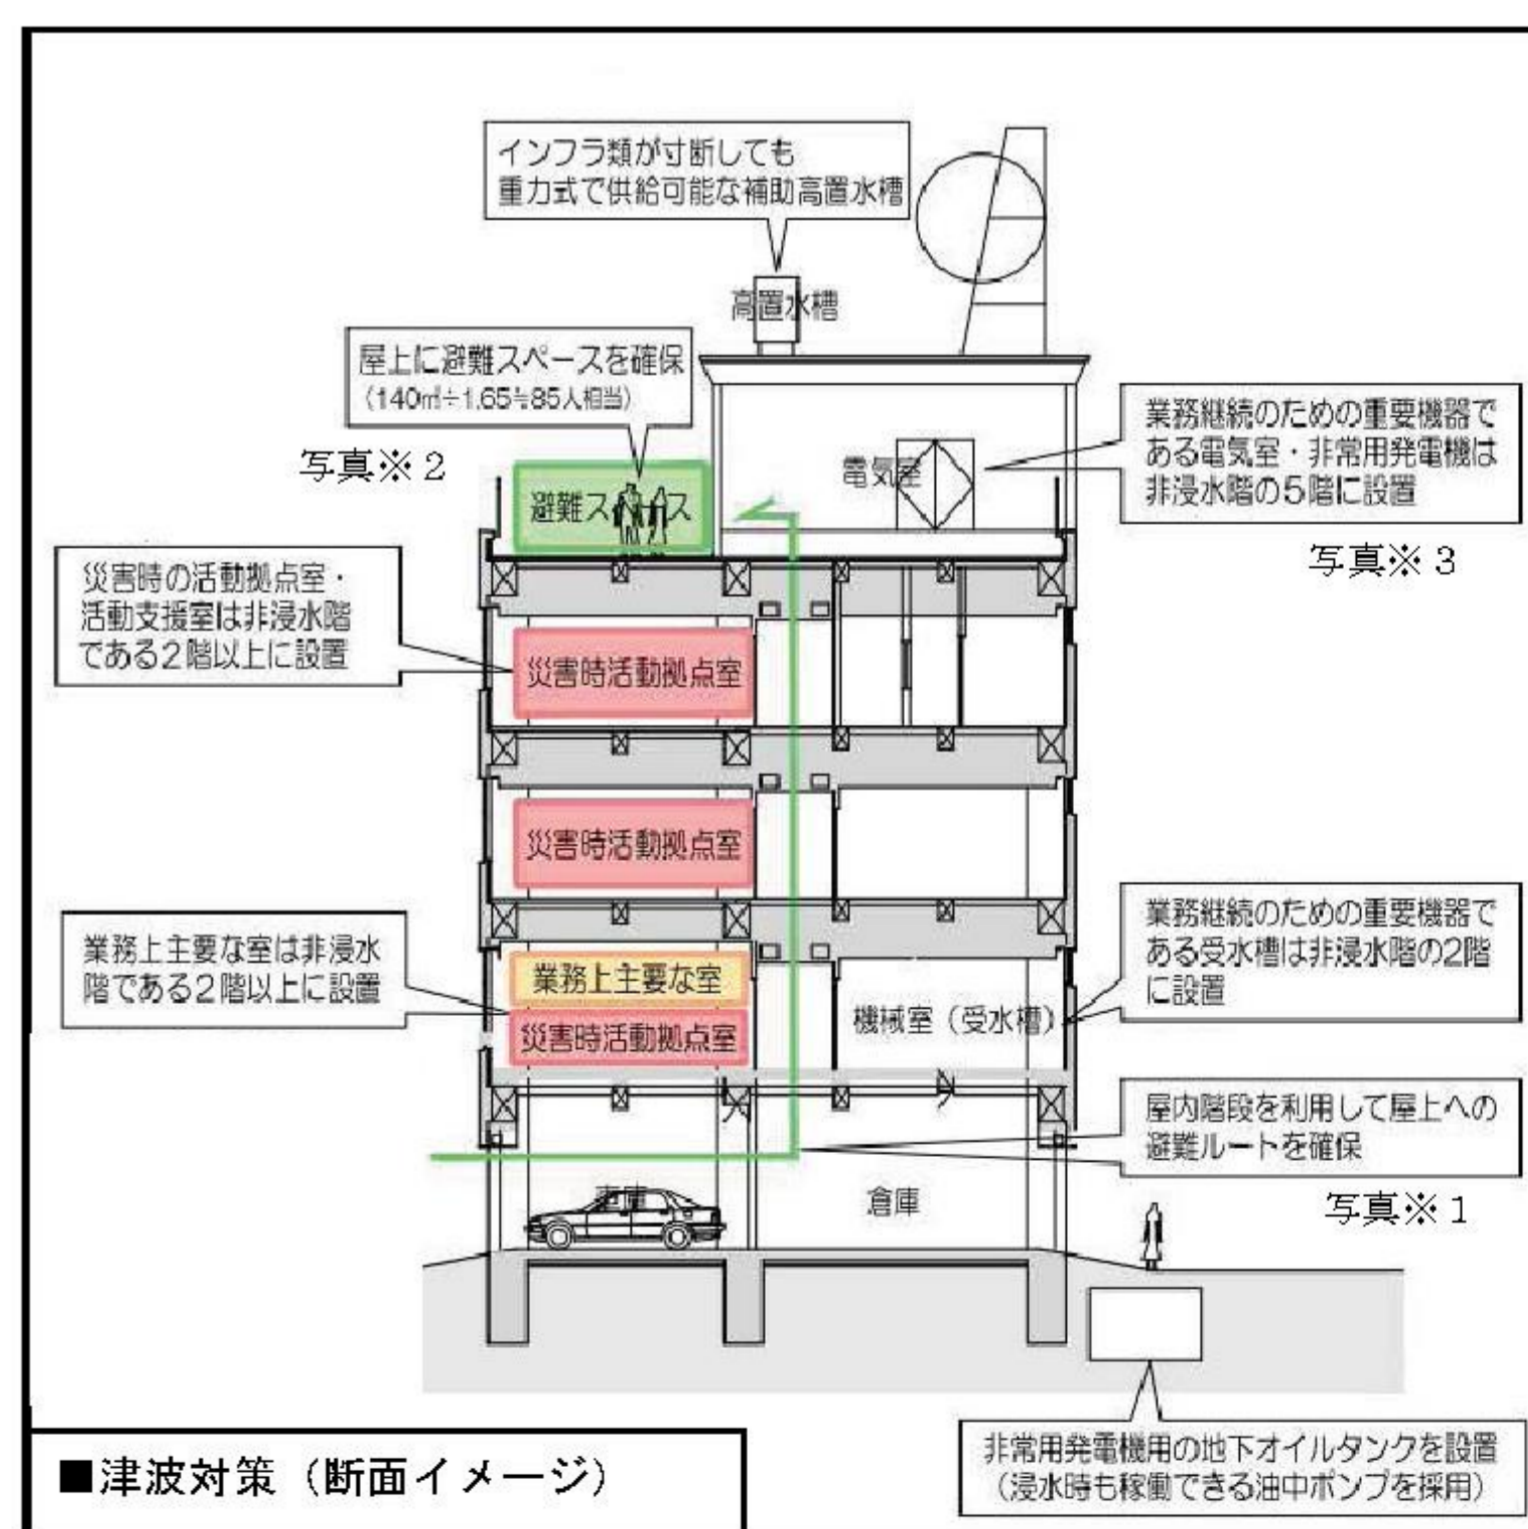 インフラ類が寸断しても
重力式で供給可能な補助高置水槽
高置水槽
屋上に避難スペースを確保
（140㎡÷1.65≒85人相当）
写真※２
避難スペース
電気室
業務継続のための重要機器で
ある電気室・非常用発電機は
非浸水階の5階に設置
写真※３
災害時の活動拠点室・
活動支援室は非浸水階
である２階以上に設置
災害時活動拠点室
災害時活動拠点室
業務上主要な室は非浸水
階である２階以上に設置
業務上主要な室
災害時活動拠点室
機械室（受水槽）
業務継続のための重要機器で
ある受水槽は非浸水階の2階
に設置
屋内階段を利用して屋上への
避難ルートを確保
写真※１
車庫
倉庫
非常用発電機用の地下オイルタンクを設置
（浸水時も稼働できる油中ポンプを採用）
■津波対策（断面イメージ）